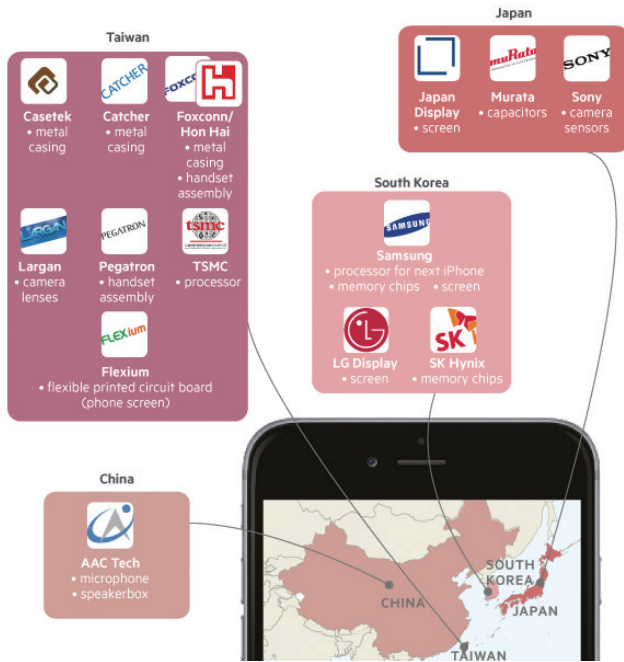 Taiwan
CATCHER
FOXCO
Casetek
• metal
casing
Catcher
• metal
casing
Foxconn/
Hon Hai
• metal
casing
• handset
assembly
LARGAN
PEGATRON
tsmc
Largan
• camera
lenses
Pegatron
• handset
assembly
TSMC
• processor
FLEXium
Flexium
• flexible printed circuit board
(phone screen)
Japan
muRata
SONY
Japan
Display
• screen
Murata
• capacitors
Sony
• camera
sensors
South Korea
SAMSUNG
Samsung
• processor for next iPhone
• memory chips • screen
LG
SK
LG Display
• screen
SK Hynix
• memory chips
China
AAC Tech
• microphone
• speakerbox
CHINA
SOUTH
KOREA
JAPAN
TAIWAN